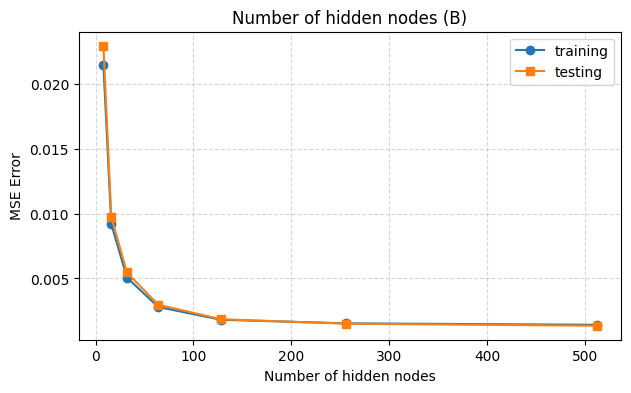 Number of hidden nodes (B)
training
testing
MSE Error
0.020
0.015
0.010
0.005
0 100 200 300 400 500
Number of hidden nodes